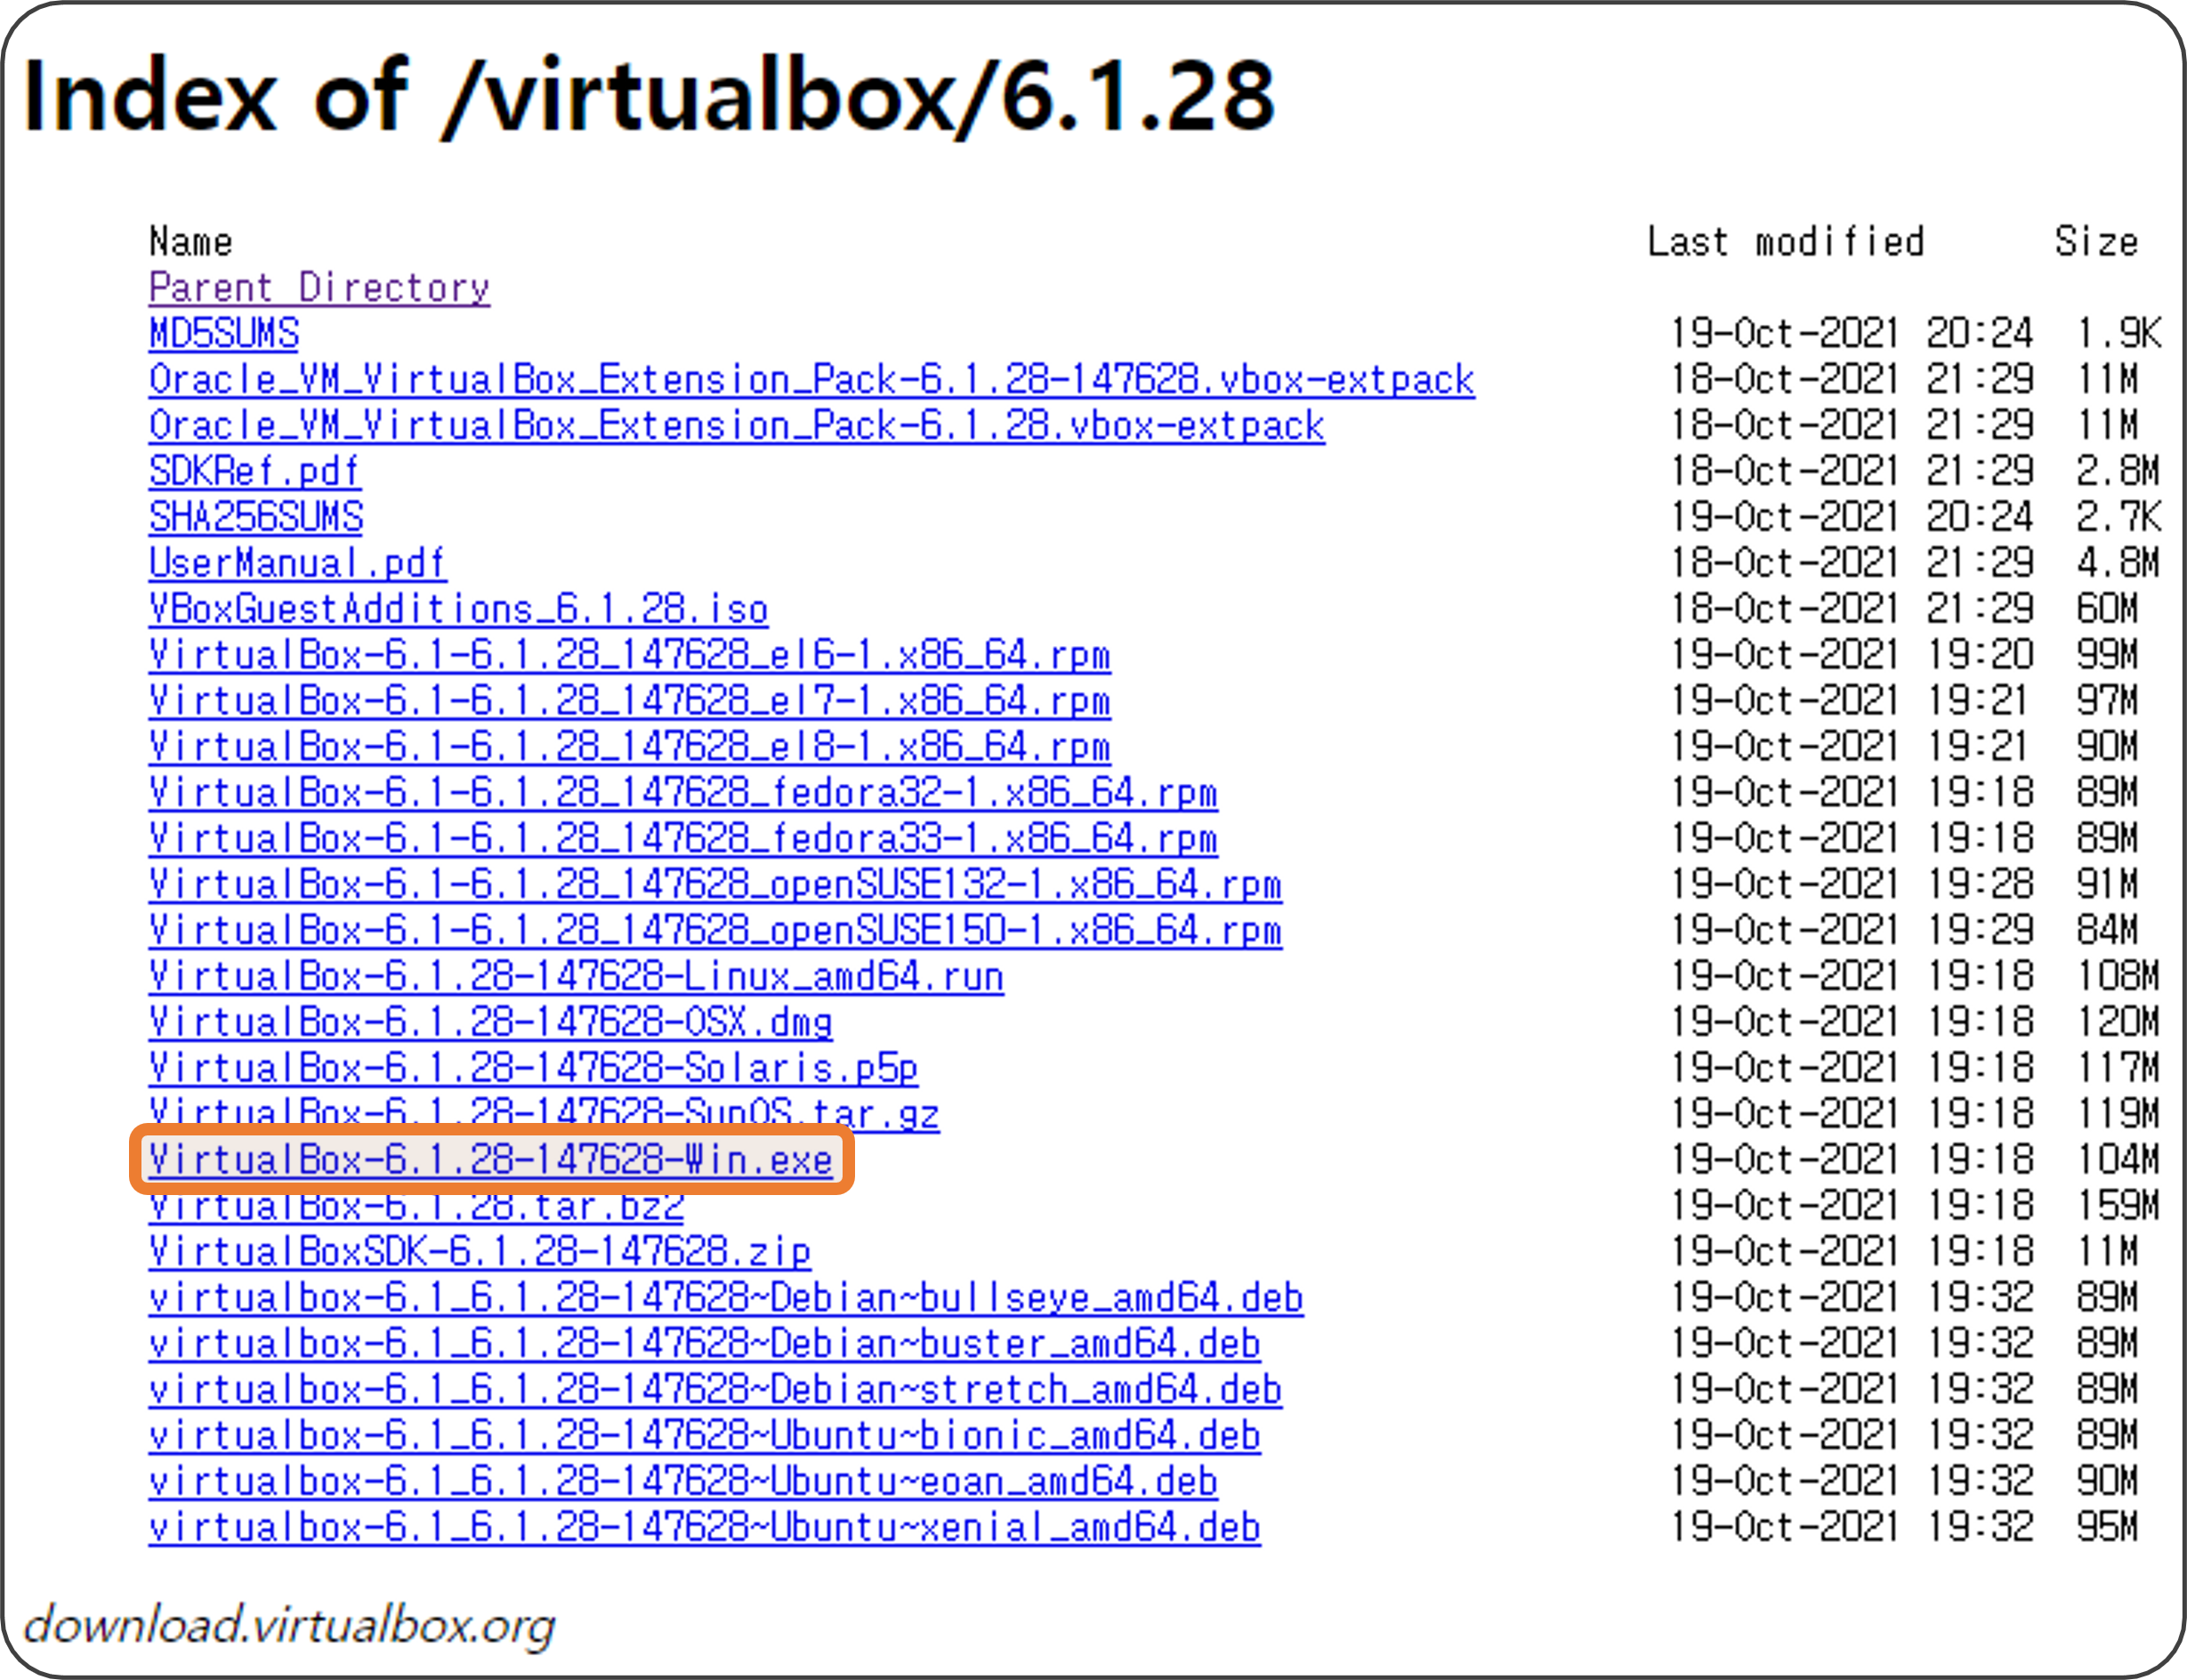 Index of /virtualbox/6.1.28
Name Last modified Size
Parent Directory
MD5SUMS 19-Oct-2021 20:24 1.9K
Oracle_VM_VirtualBox_Extension_Pack-6.1.28-147628.vbox-extpack 18-Oct-2021 21:29 11M
Oracle_VM_VirtualBox_Extension_Pack-6.1.28.vbox-extpack 18-Oct-2021 21:29 11M
SDKRef.pdf 18-Oct-2021 21:29 2.8M
SHA256SUMS 19-Oct-2021 20:24 2.7K
UserManual.pdf 18-Oct-2021 21:29 4.8M
VBoxGuestAdditions_6.1.28.iso 18-Oct-2021 21:29 60M
VirtualBox-6.1-6.1.28_147628_el6-1.x86_64.rpm 19-Oct-2021 19:20 99M
VirtualBox-6.1-6.1.28_147628_el7-1.x86_64.rpm 19-Oct-2021 19:21 97M
VirtualBox-6.1-6.1.28_147628_el8-1.x86_64.rpm 19-Oct-2021 19:21 90M
VirtualBox-6.1-6.1.28_147628_fedora32-1.x86_64.rpm 19-Oct-2021 19:18 89M
VirtualBox-6.1-6.1.28_147628_fedora33-1.x86_64.rpm 19-Oct-2021 19:18 89M
VirtualBox-6.1-6.1.28_147628_openSUSE132-1.x86_64.rpm 19-Oct-2021 19:28 91M
VirtualBox-6.1-6.1.28_147628_openSUSE150-1.x86_64.rpm 19-Oct-2021 19:29 84M
VirtualBox-6.1.28-147628-Linux_amd64.run 19-Oct-2021 19:18 108M
VirtualBox-6.1.28-147628-OSX.dmg 19-Oct-2021 19:18 120M
VirtualBox-6.1.28-147628-Solaris.p5p 19-Oct-2021 19:18 117M
VirtualBox-6.1.28-147628-SunOS.tar.gz 19-Oct-2021 19:18 119M
VirtualBox-6.1.28-147628-Win.exe 19-Oct-2021 19:18 104M
VirtualBox-6.1.28.tar.bz2 19-Oct-2021 19:18 159M
VirtualBoxSDK-6.1.28-147628.zip 19-Oct-2021 19:18 11M
virtualbox-6.1_6.1.28-147628~Debian~bullseye_amd64.deb 19-Oct-2021 19:32 89M
virtualbox-6.1_6.1.28-147628~Debian~buster_amd64.deb 19-Oct-2021 19:32 89M
virtualbox-6.1_6.1.28-147628~Debian~stretch_amd64.deb 19-Oct-2021 19:32 89M
virtualbox-6.1_6.1.28-147628~Ubuntu~bionic_amd64.deb 19-Oct-2021 19:32 89M
virtualbox-6.1_6.1.28-147628~Ubuntu~eoan_amd64.deb 19-Oct-2021 19:32 90M
virtualbox-6.1_6.1.28-147628~Ubuntu~xenial_amd64.deb 19-Oct-2021 19:32 95M
download.virtualbox.org